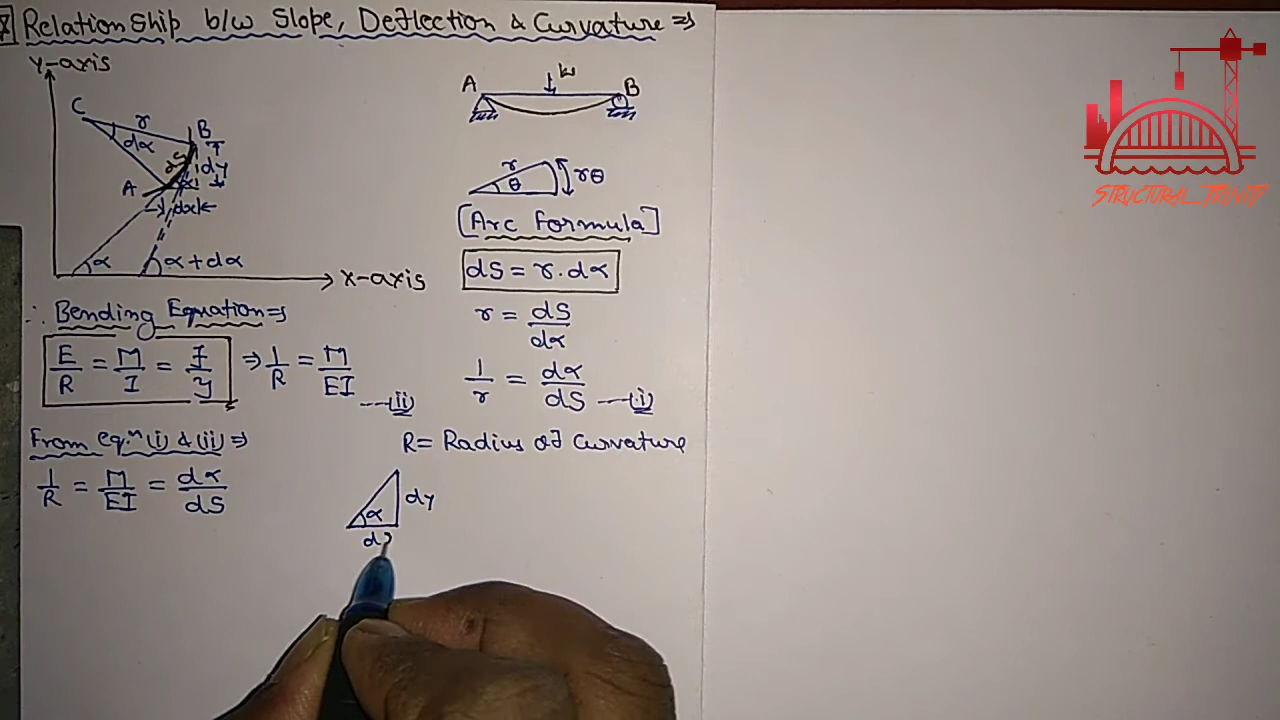 RelationShip b/w Slope, Deflection & Curvature ⇒
Y-axis
C
r
B
dα
dS
dy
A
α
dx
α
α+dα
X-axis
A
W
B
r
θ
rθ
[Arc Formula]
dS = r.dα
r = dS/dα
1/r = dα/dS ---(i)
∴ Bending Equation ⇒
E/R = M/I = f/y ⇒ 1/R = M/EI ---(ii)
From eq.ⁿ (i) & (ii) ⇒
R = Radius of Curvature
1/R = M/EI = dα/dS
α
dy
d
STRUCTURAL_TRINITY